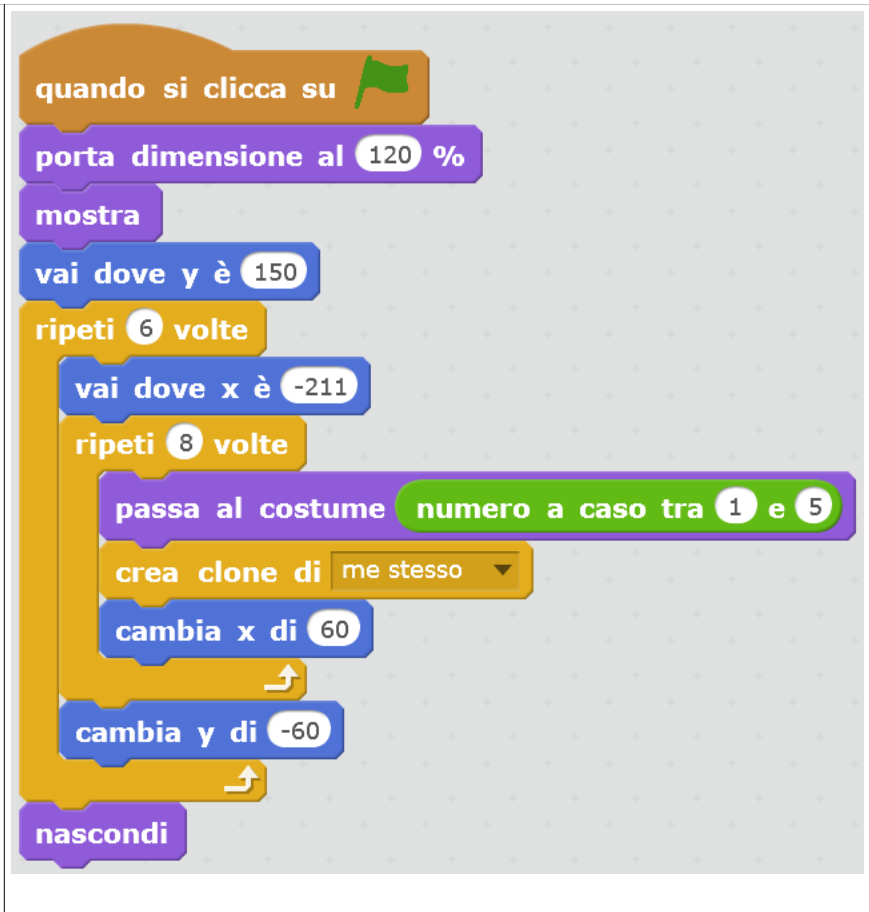 quando si clicca su
porta dimensione al 120 %
mostra
vai dove y è 150
ripeti 6 volte
vai dove x è -211
ripeti 8 volte
passa al costume numero a caso tra 1 e 5
crea clone di me stesso
cambia x di 60
cambia y di -60
nascondi